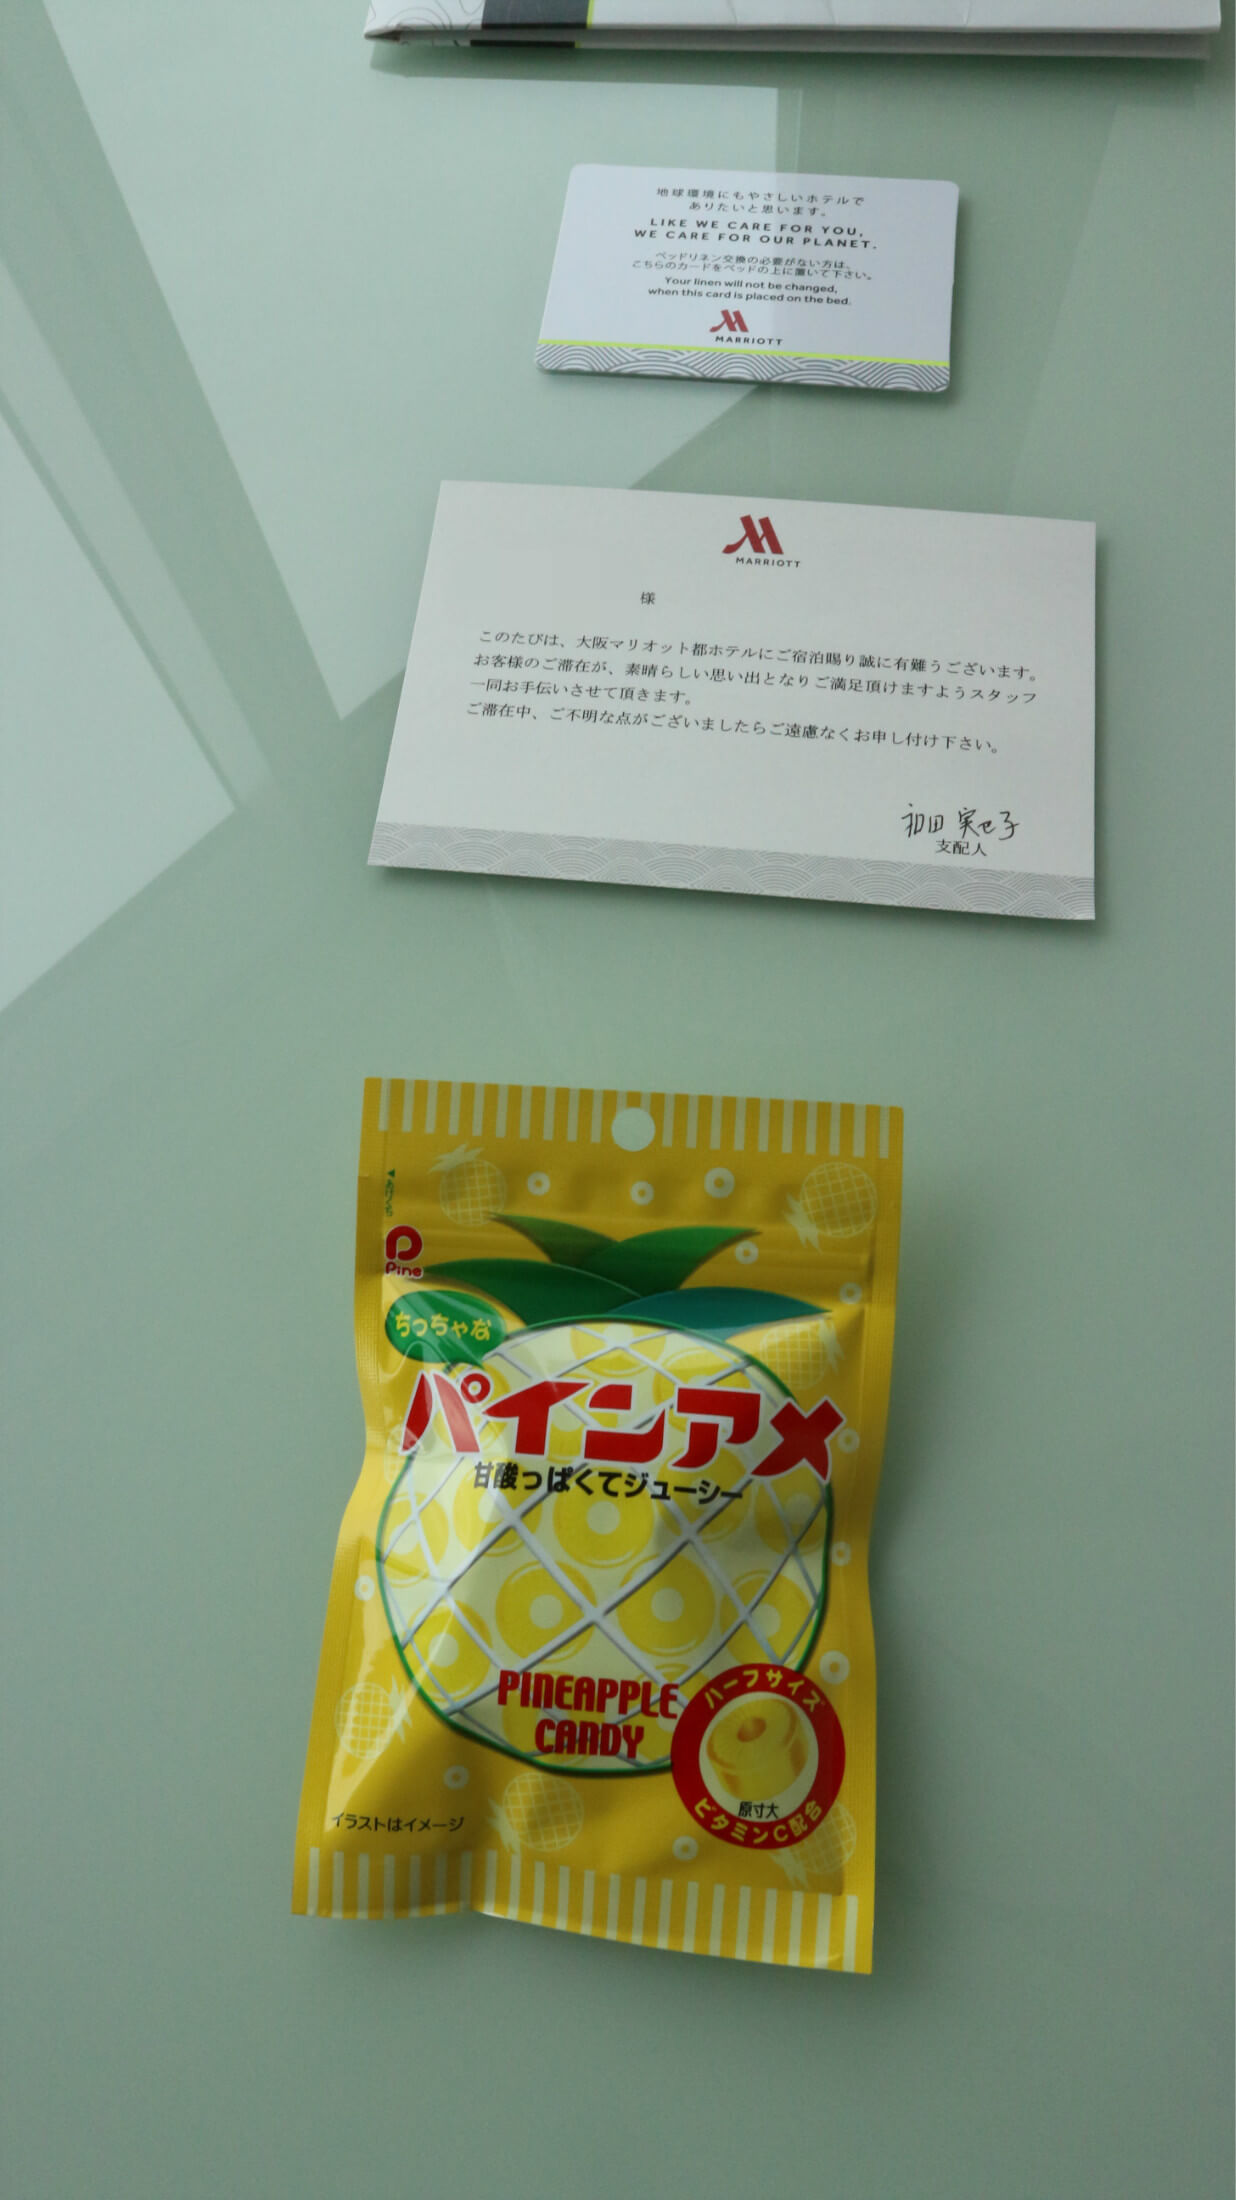 地球環境にもやさしいホテルで
ありたいと思います。
LIKE WE CARE FOR YOU,
WE CARE FOR OUR PLANET.
ベッドリネン交換の必要がない方は、
こちらのカードをベッドの上に置いて下さい。
Your linen will not be changed,
when this card is placed on the bed.
MARRIOTT
MARRIOTT
様
このたびは、大阪マリオット都ホテルにご宿泊賜り誠に有難うございます。
お客様のご滞在が、素晴らしい思い出となりご満足頂けますようスタッフ
一同お手伝いさせて頂きます。
ご滞在中、ご不明な点がございましたらご遠慮なくお申し付け下さい。
和田 実巳子
支配人
あけくち
Pine
ちっちゃな
パインアメ
甘酸っぱくてジューシー
PINEAPPLE
CANDY
ハーフサイズ
原寸大
ビタミンC配合
イラストはイメージ